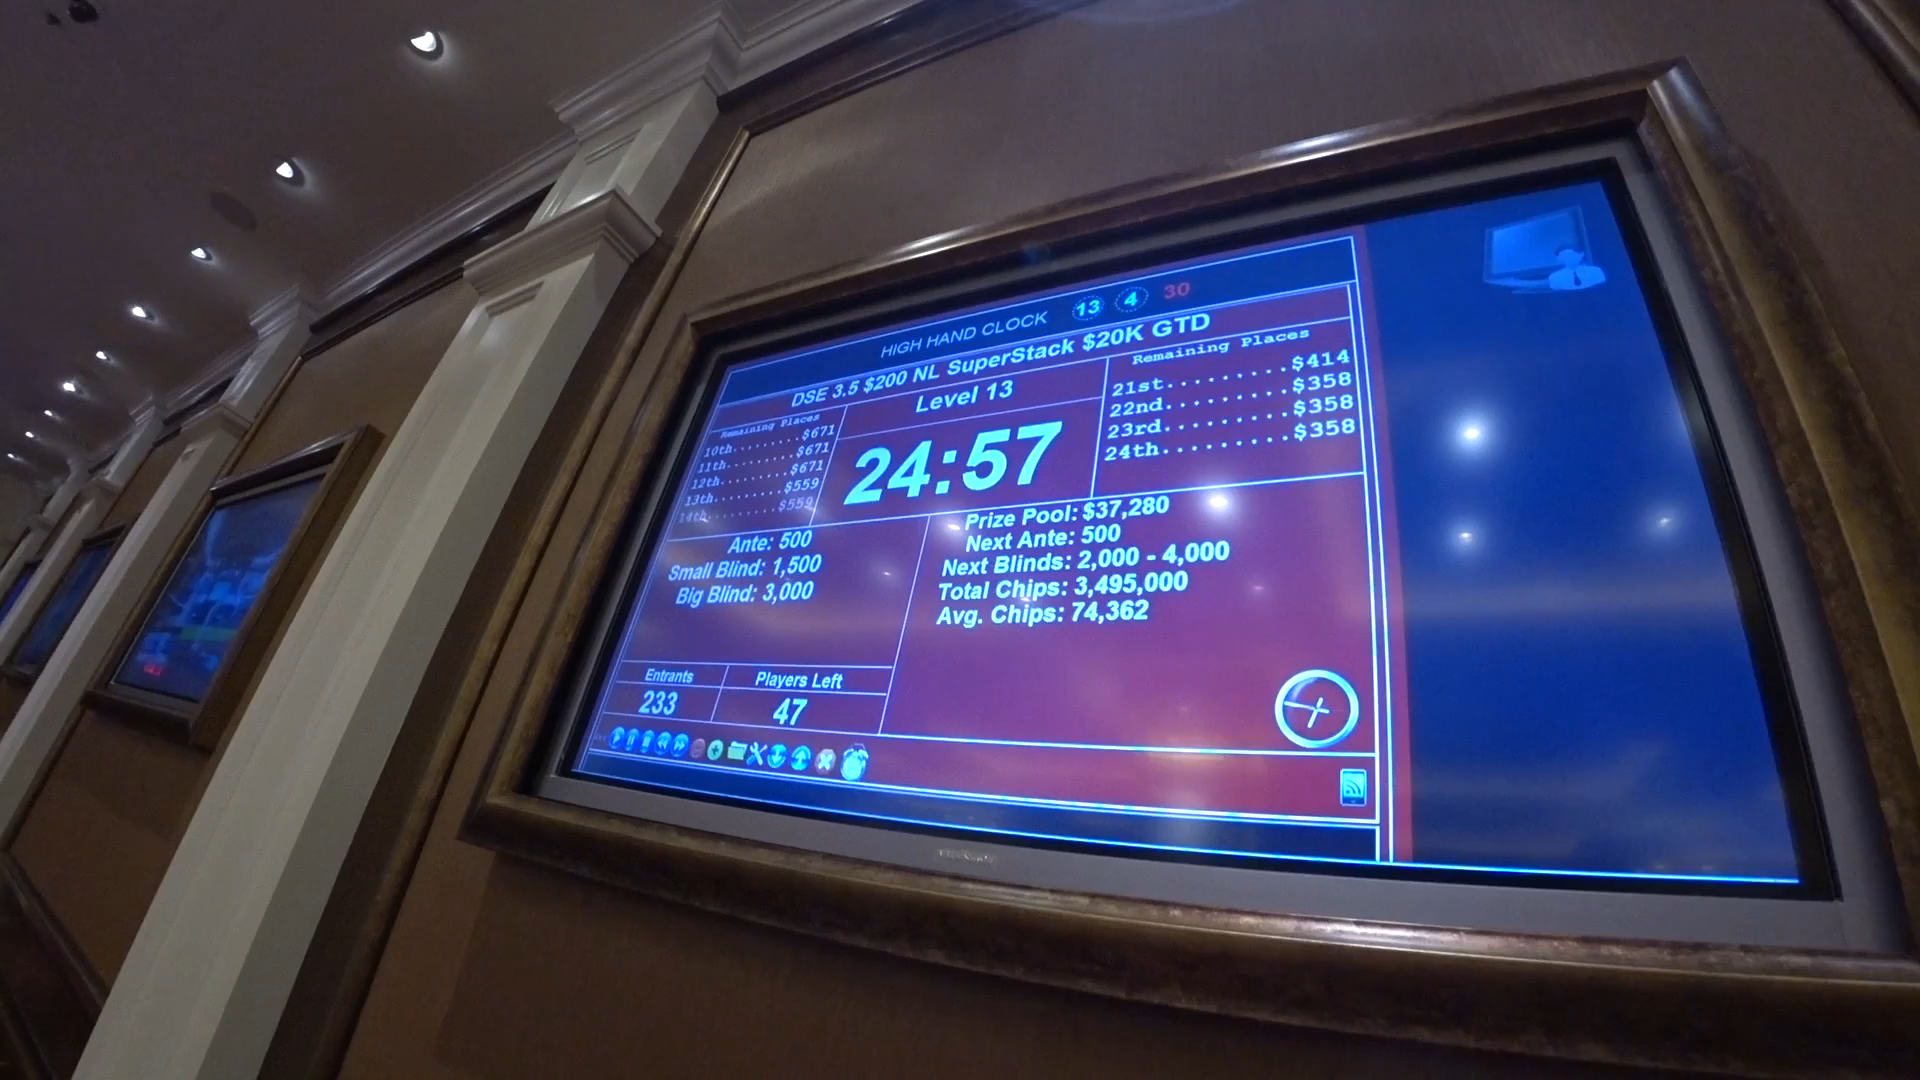 HIGH HAND CLOCK 13 4 30
DSE 3.5 $200 NL SuperStack $20K GTD
Remaining Places
10th.........$671
11th........$671
12th........$671
13th.........$559
14th.........$559
Level 13
24:57
Remaining Places
21st..........$414
22nd..........$358
23rd..........$358
24th..........$358
Ante: 500
Small Blind: 1,500
Big Blind: 3,000
Prize Pool: $37,280
Next Ante: 500
Next Blinds: 2,000 - 4,000
Total Chips: 3,495,000
Avg. Chips: 74,362
Entrants
233
Players Left
47